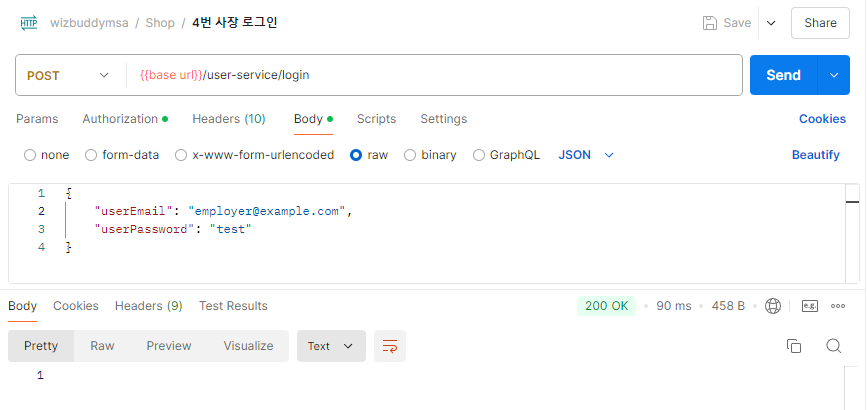 HTTP wizbuddymsa / Shop / 4번 사장 로그인 Save Share
POST {{base url}}/user-service/login Send
Params Authorization Headers (10) Body Scripts Settings Cookies
none form-data x-www-form-urlencoded raw binary GraphQL JSON Beautify
1 {
2 "userEmail": "employer@example.com",
3 "userPassword": "test"
4 }
Body Cookies Headers (9) Test Results 200 OK 90 ms 458 B e.g.
Pretty Raw Preview Visualize Text
1